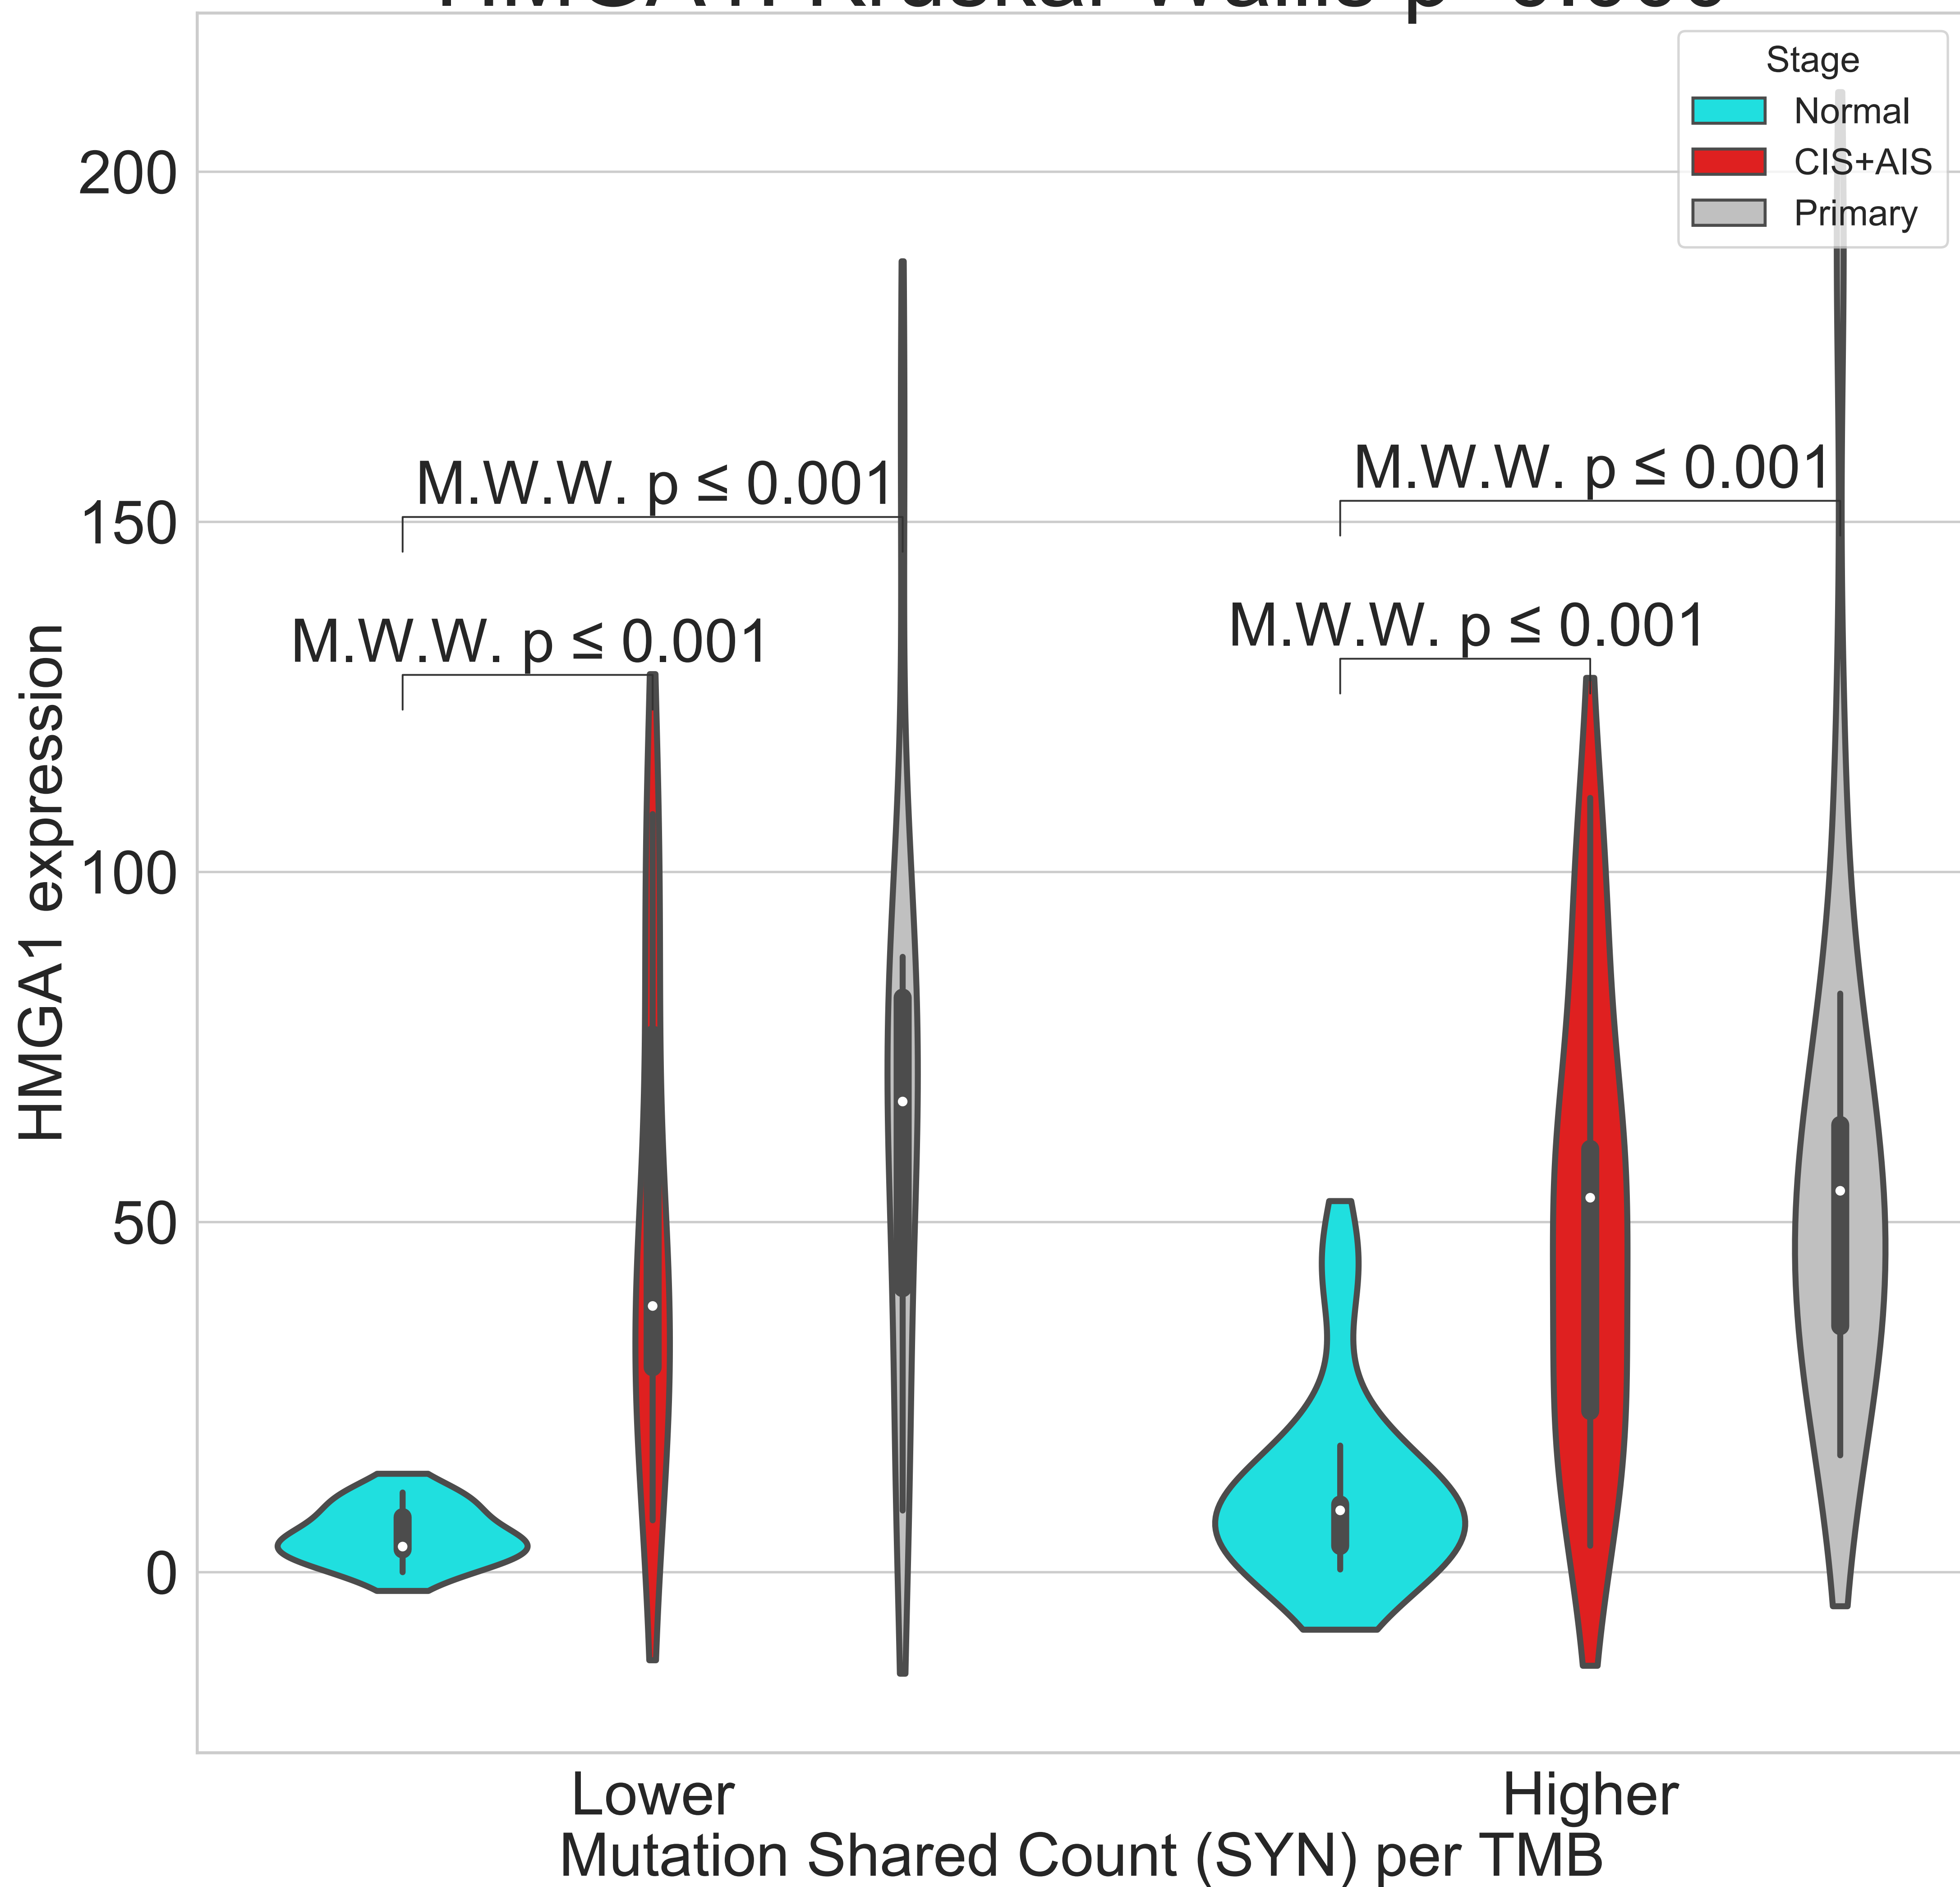 Stage
Normal
CIS+AIS
Primary
200
150
100
50
0
M.W.W. p ≤ 0.001
M.W.W. p ≤ 0.001
M.W.W. p ≤ 0.001
M.W.W. p ≤ 0.001
HMGA1 expression
Lower
Higher
Mutation Shared Count (SYN) per TMB